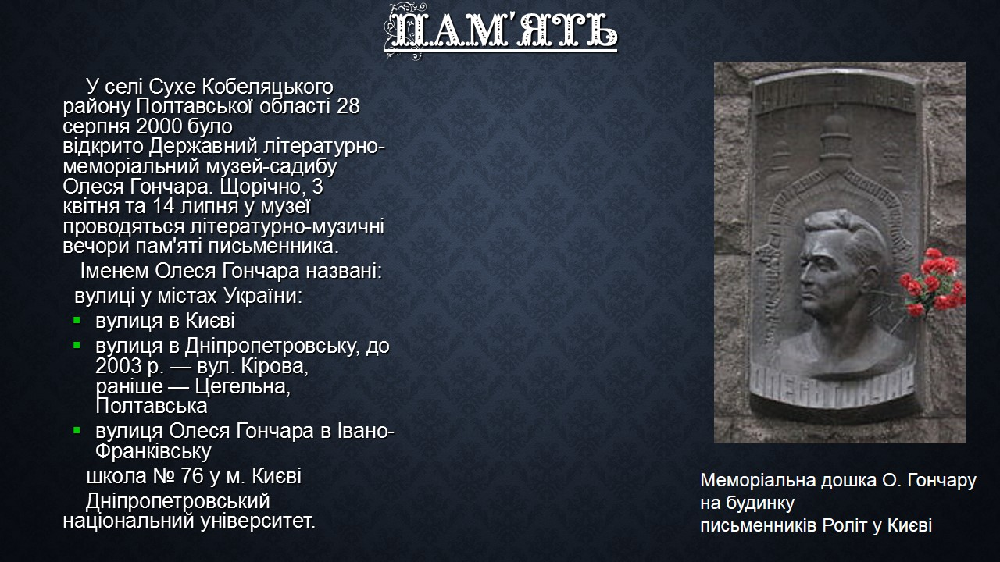 ПАМ'ЯТЬ
У селі Сухе Кобеляцького
району Полтавської області 28
серпня 2000 було
відкрито Державний літературно-
меморіальний музей-садибу
Олеся Гончара. Щорічно, 3
квітня та 14 липня у музеї
проводяться літературно-музичні
вечори пам'яті письменника.
Іменем Олеся Гончара названі:
вулиці у містах України:
вулиця в Києві
вулиця в Дніпропетровську, до
2003 р. — вул. Кірова,
раніше — Цегельна,
Полтавська
вулиця Олеся Гончара в Івано-
Франківську
школа № 76 у м. Києві
Дніпропетровський
національний університет.
ОЛЕСЬ ГОНЧАР
Меморіальна дошка О. Гончару
на будинку
письменників Роліт у Києві